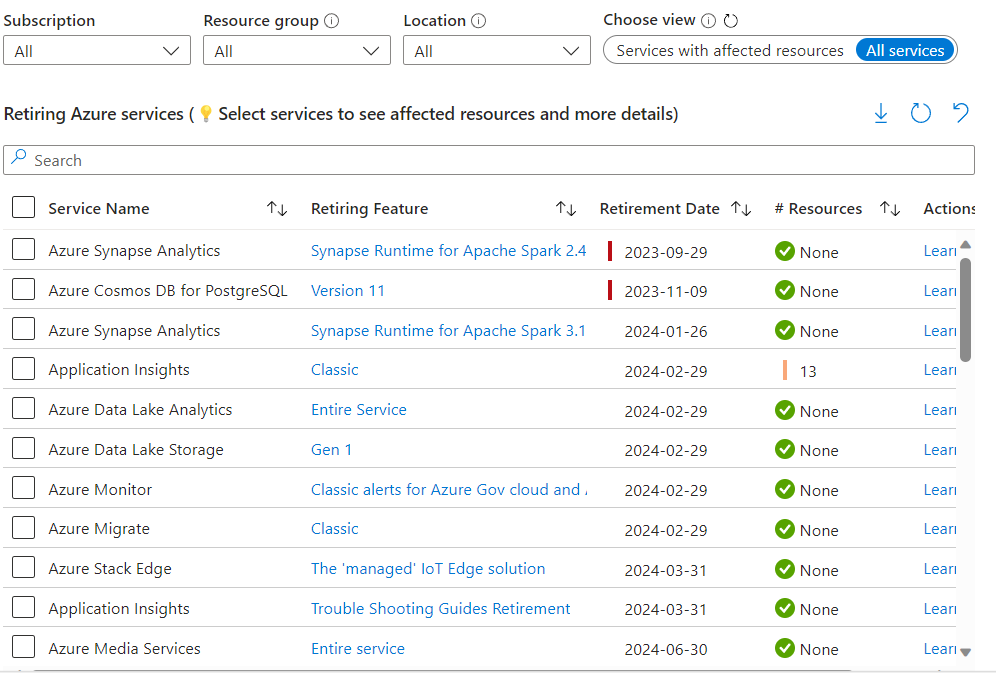 Subscription Resource group Location Choose view
All All All Services with affected resources All services
Retiring Azure services ( 💡 Select services to see affected resources and more details)
Search
Service Name Retiring Feature Retirement Date # Resources Actions
Azure Synapse Analytics Synapse Runtime for Apache Spark 2.4 2023-09-29 None Learn
Azure Cosmos DB for PostgreSQL Version 11 2023-11-09 None Learn
Azure Synapse Analytics Synapse Runtime for Apache Spark 3.1 2024-01-26 None Learn
Application Insights Classic 2024-02-29 13 Learn
Azure Data Lake Analytics Entire Service 2024-02-29 None Learn
Azure Data Lake Storage Gen 1 2024-02-29 None Learn
Azure Monitor Classic alerts for Azure Gov cloud and 2024-02-29 None Learn
Azure Migrate Classic 2024-02-29 None Learn
Azure Stack Edge The 'managed' IoT Edge solution 2024-03-31 None Learn
Application Insights Trouble Shooting Guides Retirement 2024-03-31 None Learn
Azure Media Services Entire service 2024-06-30 None Learn